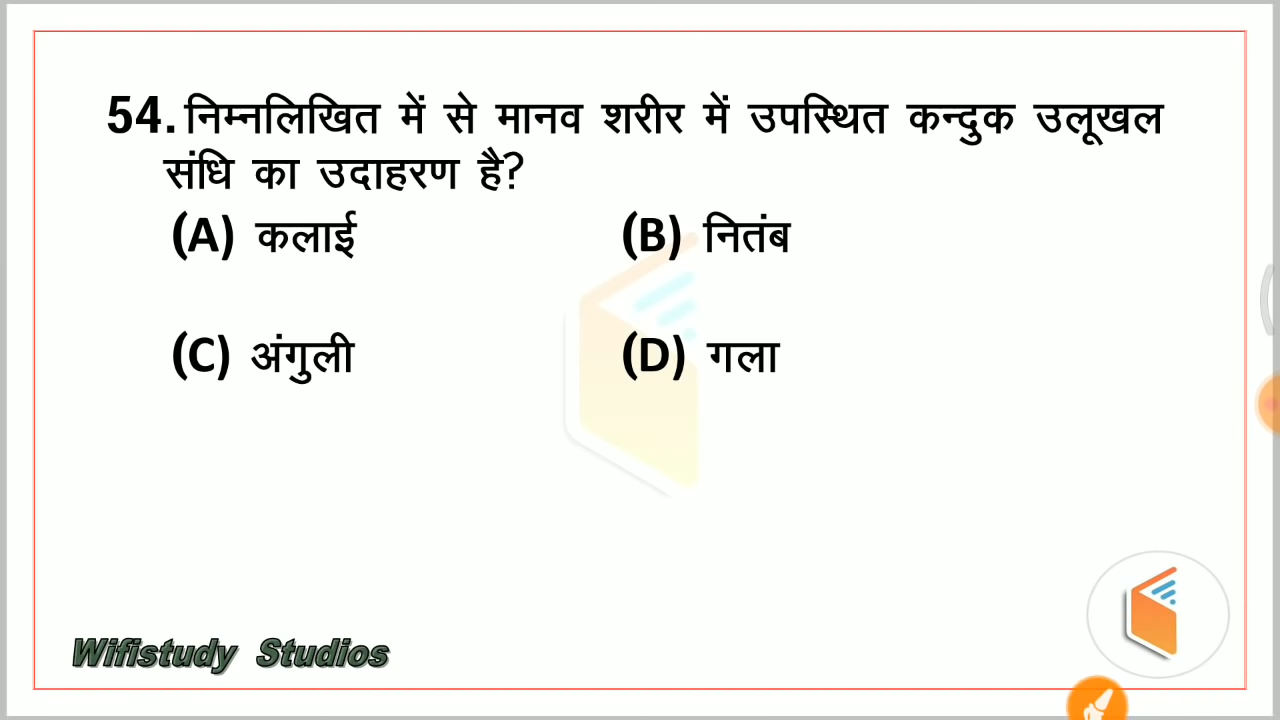 54. निम्नलिखित में से मानव शरीर में उपस्थित कन्दुक उलूखल
संधि का उदाहरण है?
(A) कलाई (B) नितंब
(C) अंगुली (D) गला
Wifistudy Studios